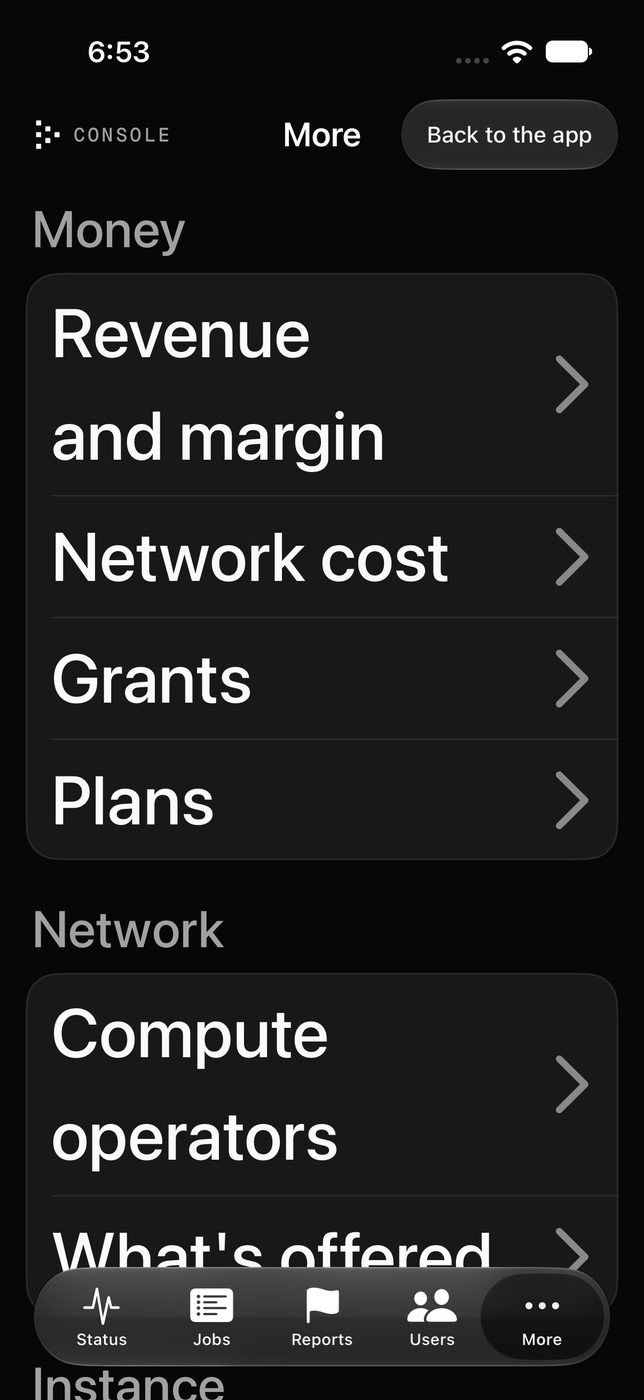 6:53
CONSOLE
More
Back to the app
Money
Revenue
and margin
Network cost
Grants
Plans
Network
Compute
operators
What's offered
Status
Jobs
Reports
Users
More
Instance